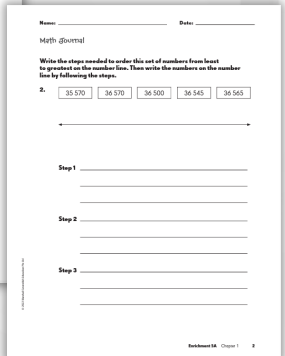 Name: Date:
Math Journal
Write the steps needed to order this set of numbers from least
to greatest on the number line. Then write the numbers on the number
line by following the steps.
2. 35 570 36 570 36 500 36 545 36 565
Step 1
Step 2
Step 3
Enrichment 5A Chapter 1 3